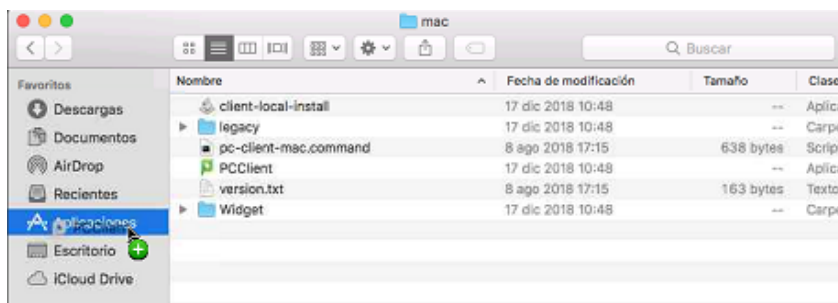 mac
Buscar
Favoritos
Descargas
Documentos
AirDrop
Recientes
Aplicaciones
PCClient
Escritorio
iCloud Drive
Nombre Fecha de modificación Tamaño Clase
client-local-install 17 dic 2018 10:48 -- Aplic
legacy 17 dic 2018 10:48 -- Carpe
pc-client-mac.command 8 ago 2018 17:15 638 bytes Scrip
PCClient 17 dic 2018 10:48 -- Aplic
version.txt 8 ago 2018 17:15 163 bytes Texto
Widget 17 dic 2018 10:48 -- Carpe